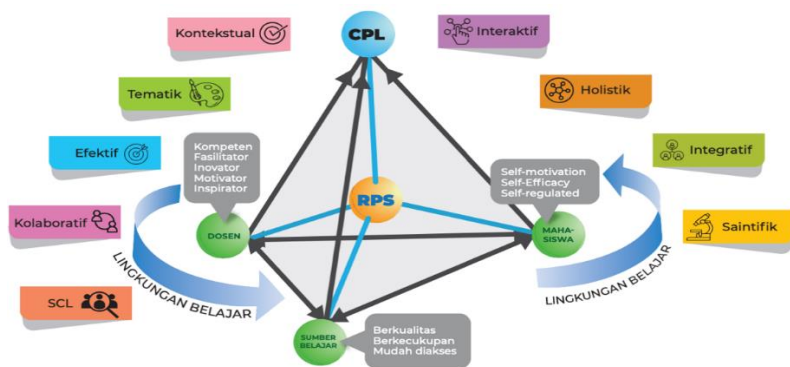 Kontekstual
CPL
Interaktif
Tematik
Holistik
Efektif
Kompeten
Fasilitator
Inovator
Motivator
Inspirator
Self-motivation
Self-Efficacy
Self-regulated
Integratif
RPS
Kolaboratif
DOSEN
MAHA-
SISWA
Saintifik
LINGKUNGAN BELAJAR
LINGKUNGAN BELAJAR
SCL
SUMBER
BELAJAR
Berkualitas
Berkecukupan
Mudah diakses